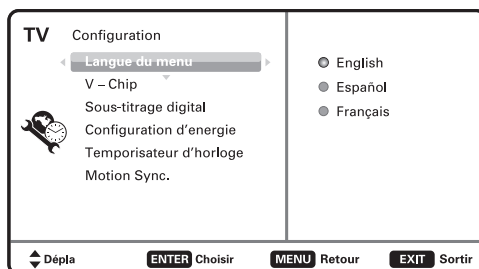 TV Configuration
Langue du menu
V – Chip
Sous-titrage digital
Configuration d'energie
Temporisateur d'horloge
Motion Sync.
English
Español
Français
Dépla ENTER Choisir MENU Retour EXIT Sortir